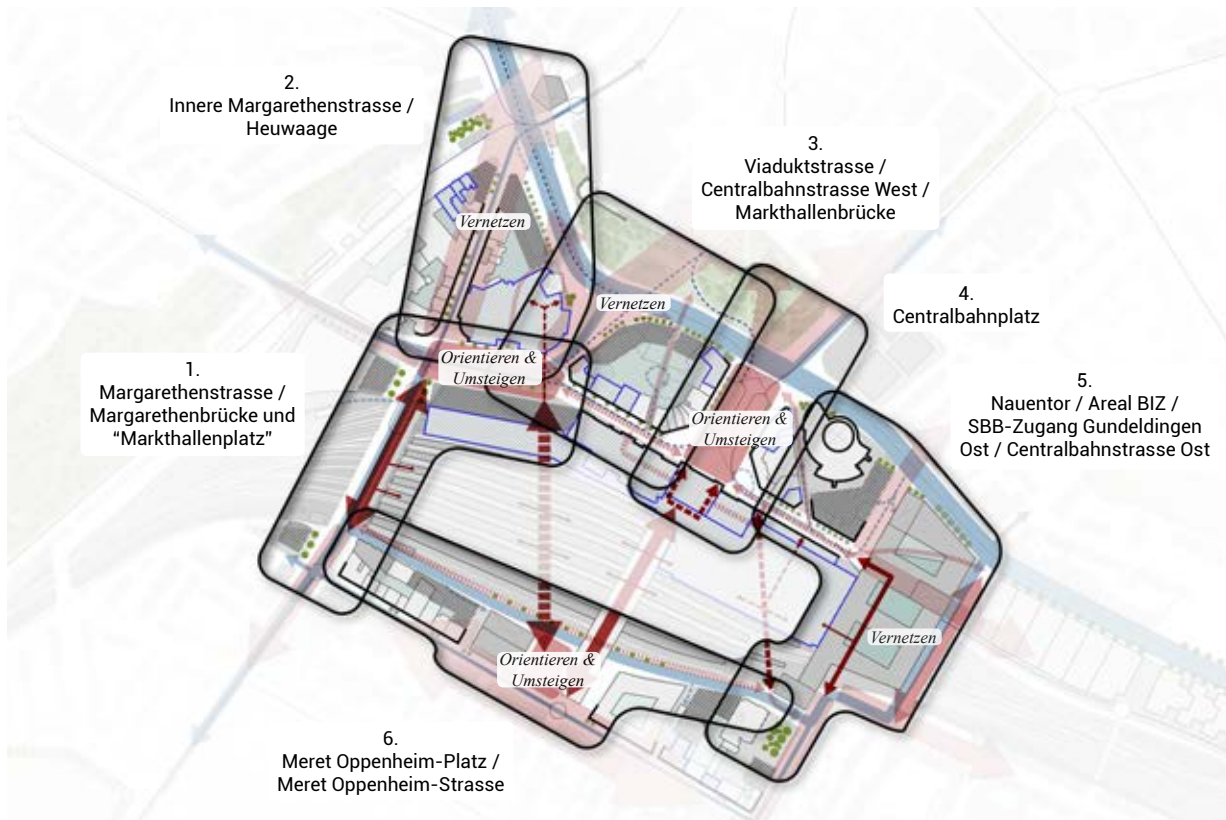 2.
Innere Margarethenstrasse /
Heuwaage
3.
Viaduktstrasse /
Centralbahnstrasse West /
Markthallenbrücke
Vernetzen
Vernetzen
4.
Centralbahnplatz
1.
Margarethenstrasse /
Margarethenbrücke und
“Markthallenplatz”
Orientieren &
Umsteigen
5.
Nauentor / Areal BIZ /
SBB-Zugang Gundeldingen
Ost / Centralbahnstrasse Ost
Orientieren &
Umsteigen
Vernetzen
Orientieren &
Umsteigen
6.
Meret Oppenheim-Platz /
Meret Oppenheim-Strasse